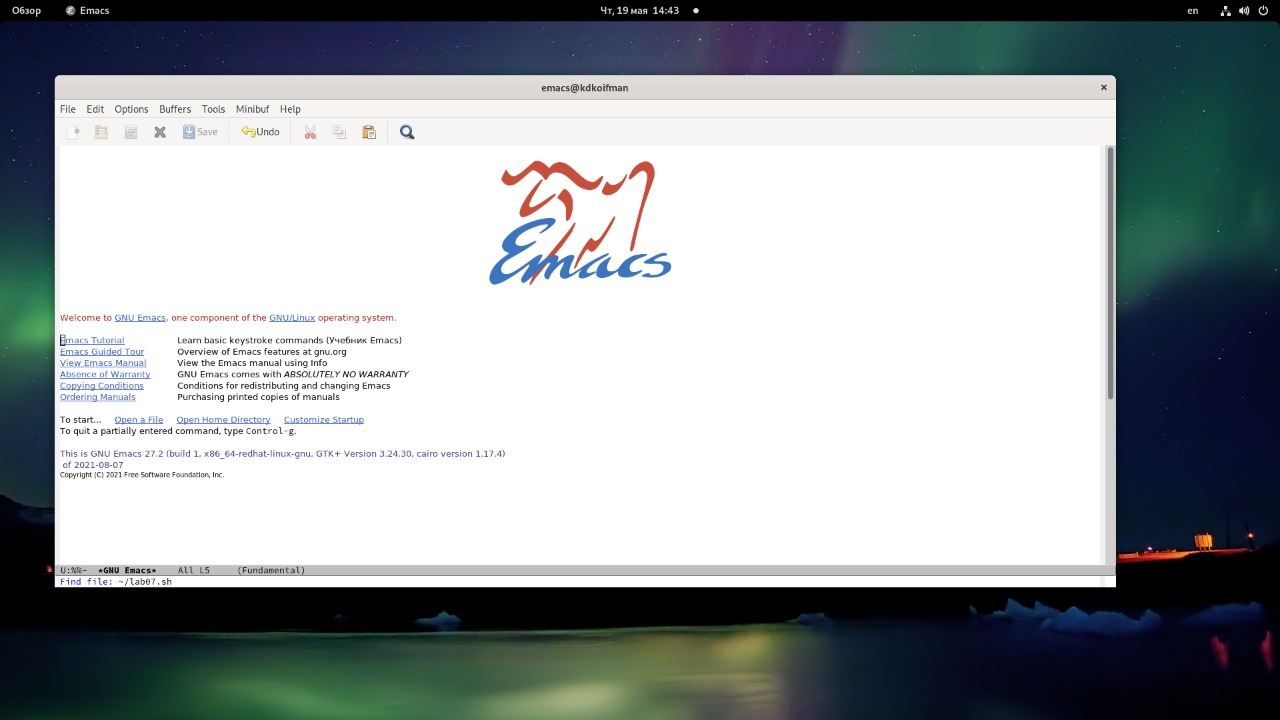 Обзор Emacs Чт, 19 мая 14:43 en
emacs@kdkoifman
File Edit Options Buffers Tools Minibuf Help
Save Undo
Emacs
Welcome to GNU Emacs, one component of the GNU/Linux operating system.
Emacs Tutorial Learn basic keystroke commands (Учебник Emacs)
Emacs Guided Tour Overview of Emacs features at gnu.org
View Emacs Manual View the Emacs manual using Info
Absence of Warranty GNU Emacs comes with ABSOLUTELY NO WARRANTY
Copying Conditions Conditions for redistributing and changing Emacs
Ordering Manuals Purchasing printed copies of manuals
To start... Open a File Open Home Directory Customize Startup
To quit a partially entered command, type Control-g.
This is GNU Emacs 27.2 (build 1, x86_64-redhat-linux-gnu, GTK+ Version 3.24.30, cairo version 1.17.4)
of 2021-08-07
Copyright (C) 2021 Free Software Foundation, Inc.
U:%%- *GNU Emacs* All L5 (Fundamental)
Find file: ~/lab07.sh